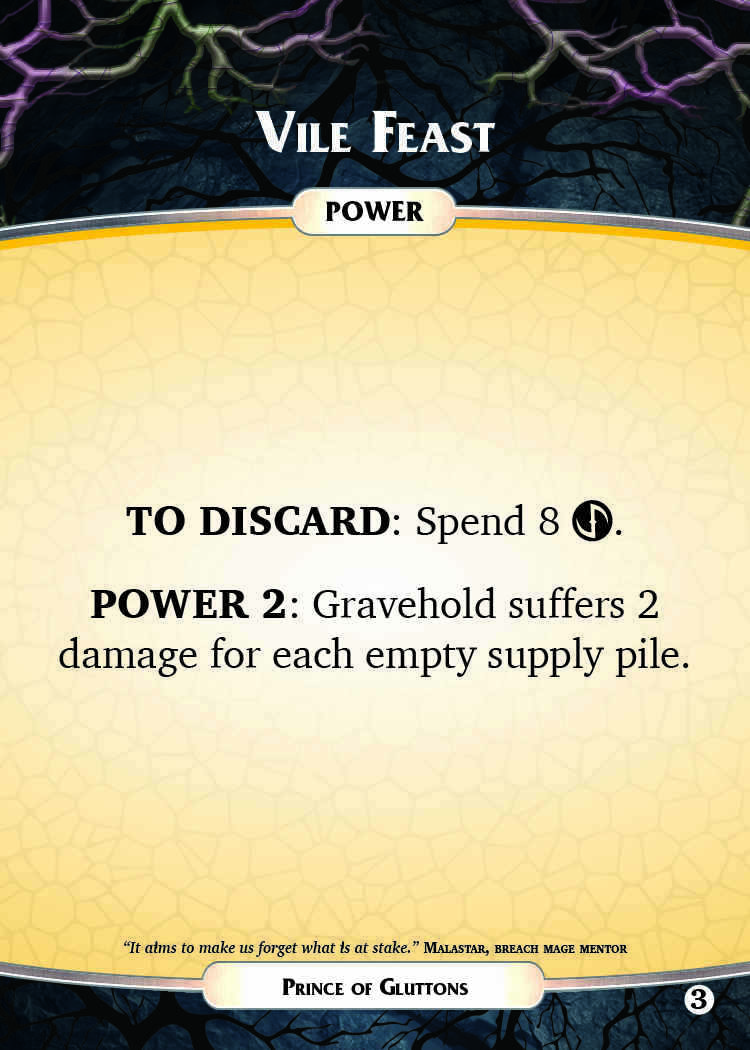 Vile Feast
POWER
TO DISCARD: Spend 8 .
POWER 2: Gravehold suffers 2
damage for each empty supply pile.
“It aims to make us forget what is at stake.” Malastar, breach mage mentor
Prince of Gluttons
3